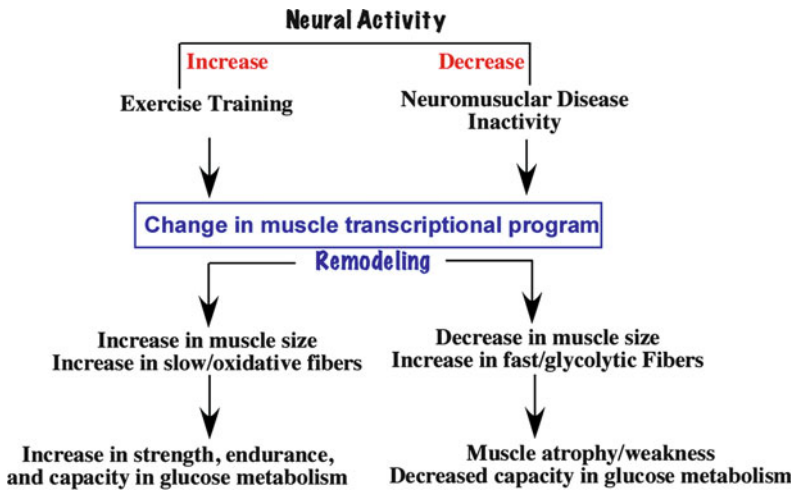 Neural Activity
Increase
Decrease
Exercise Training
Neuromusuclar Disease
Inactivity
Change in muscle transcriptional program
Remodeling
Increase in muscle size
Increase in slow/oxidative fibers
Decrease in muscle size
Increase in fast/glycolytic Fibers
Increase in strength, endurance,
and capacity in glucose metabolism
Muscle atrophy/weakness
Decreased capacity in glucose metabolism